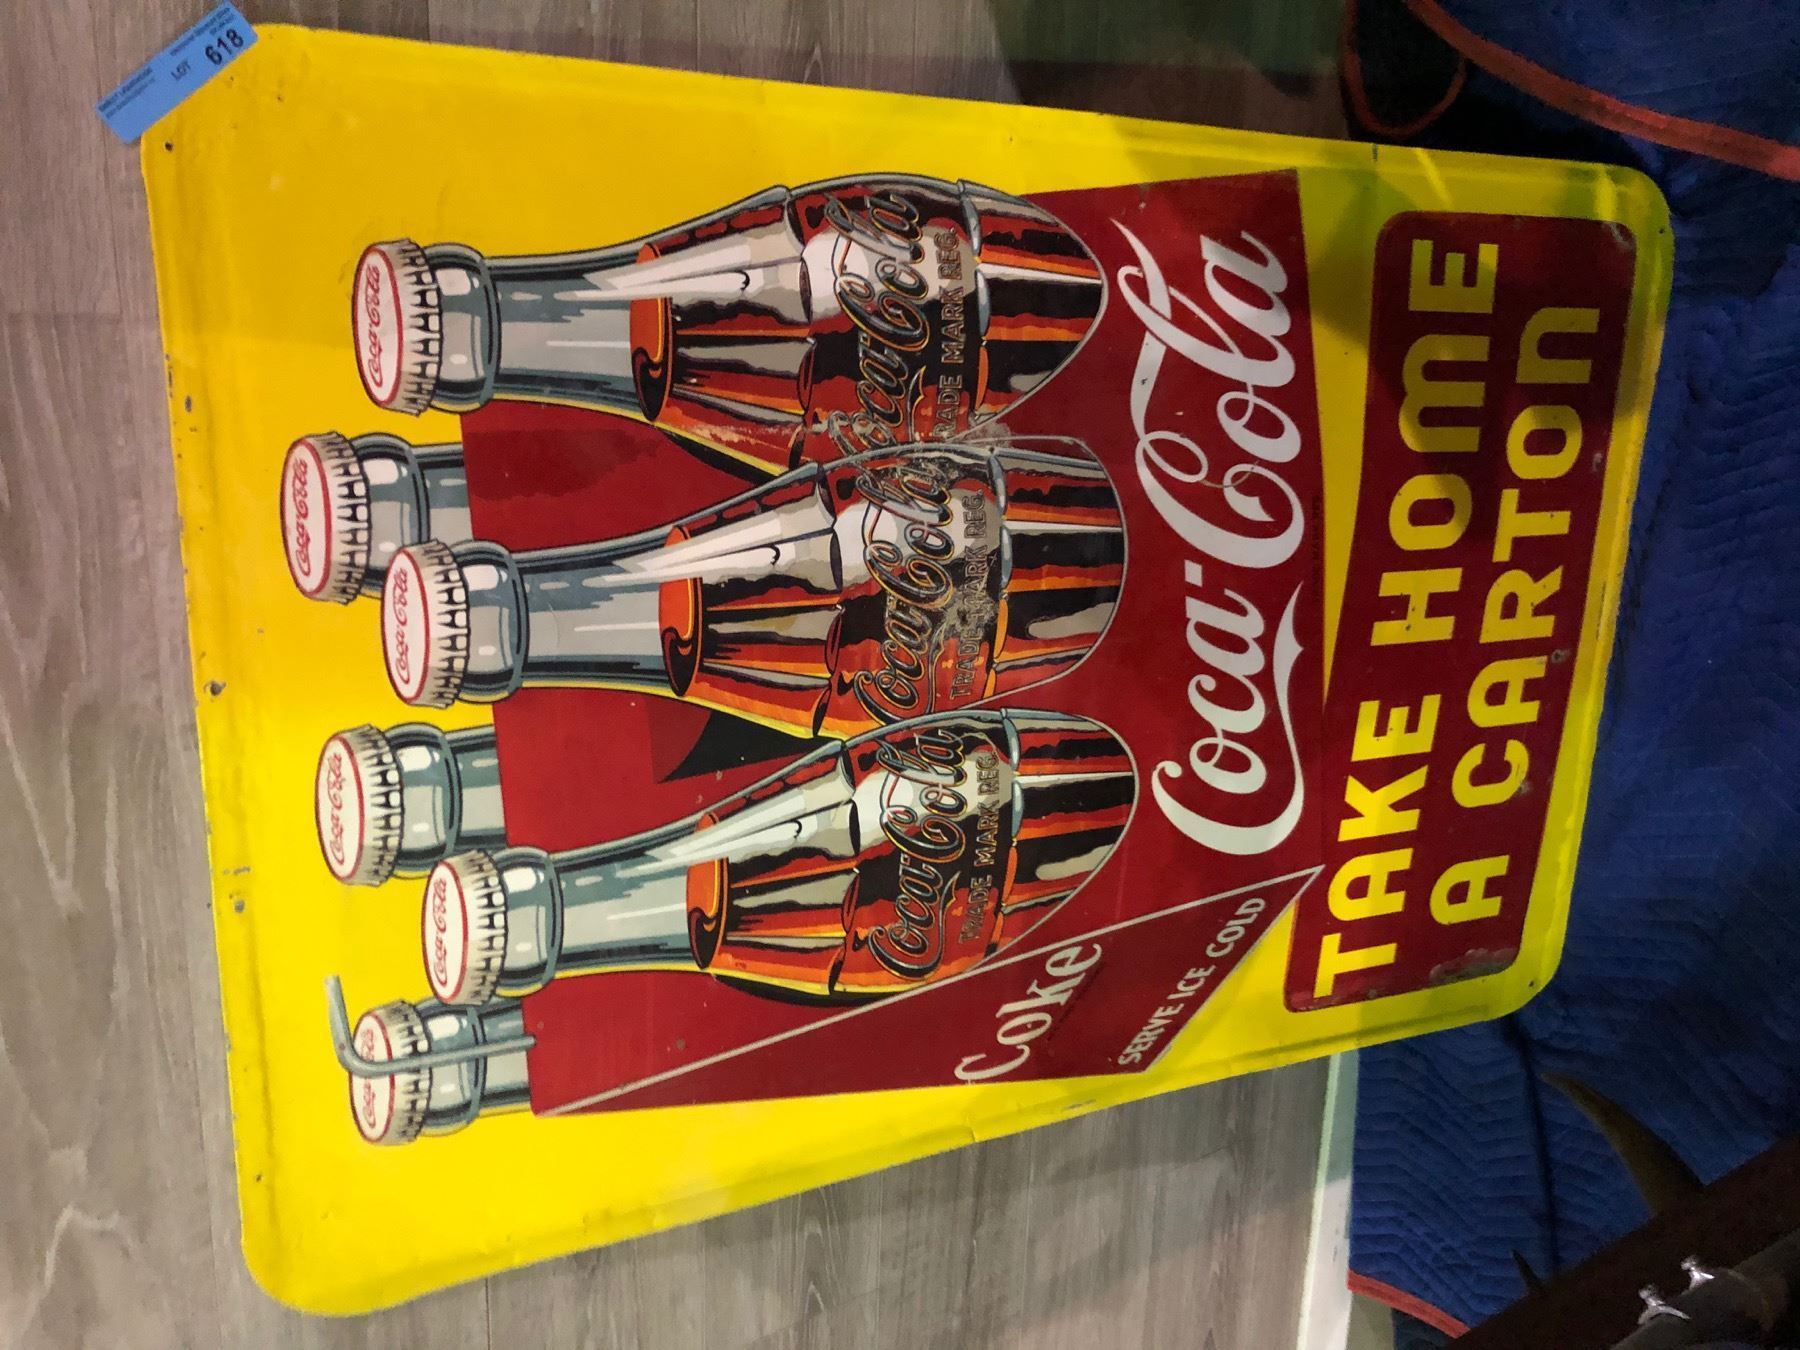 LOT 618
Coca-Cola
Coca-Cola
Coca-Cola
Coca-Cola
Coca-Cola
Coca-Cola
Coca-Cola
TRADE MARK REG.
Coca-Cola
TRADE MARK REG.
Coca-Cola
TRADE MARK REG.
Coke
SERVE ICE COLD
Coca-Cola
TAKE HOME
A CARTON